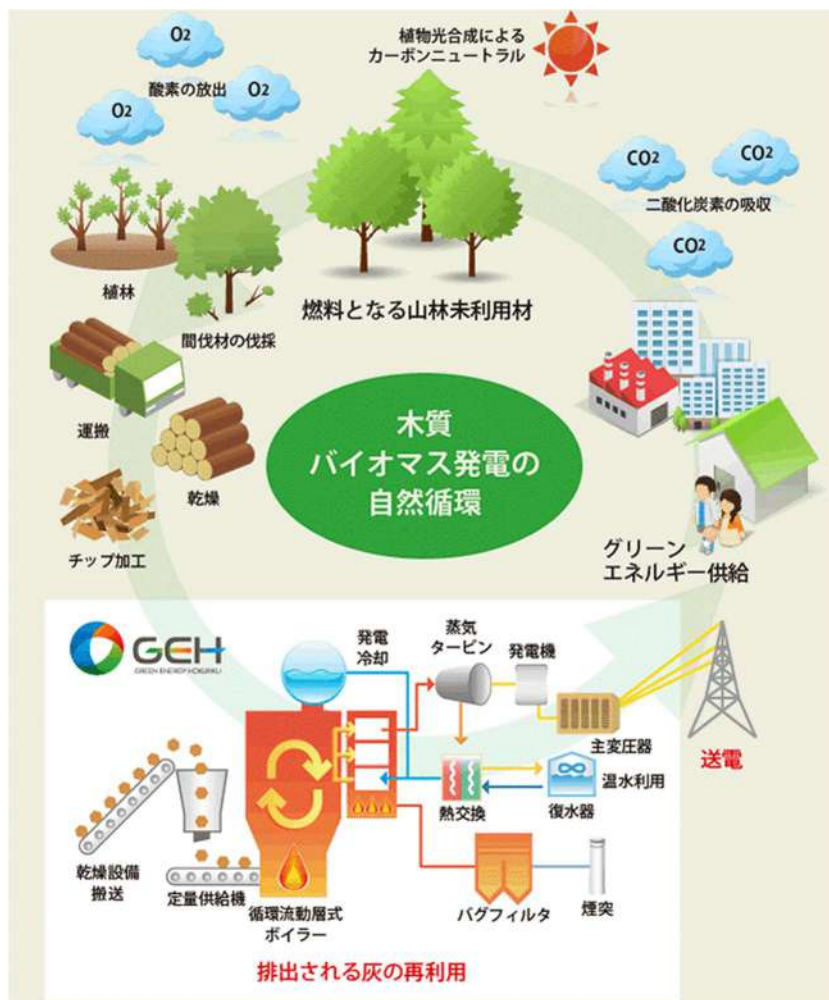 O2
O2
O2
酸素の放出
植物光合成による
カーボンニュートラル
CO2
CO2
二酸化炭素の吸収
CO2
植林
間伐材の伐採
燃料となる山林未利用材
運搬
乾燥
チップ加工
木質
バイオマス発電の
自然循環
グリーン
エネルギー供給
GEH
GREEN ENERGY HOKURIKU
発電
冷却
蒸気
タービン
発電機
主変圧器
送電
熱交換
温水利用
復水器
乾燥設備
搬送
定量供給機
循環流動層式
ボイラー
バグフィルタ
煙突
排出される灰の再利用